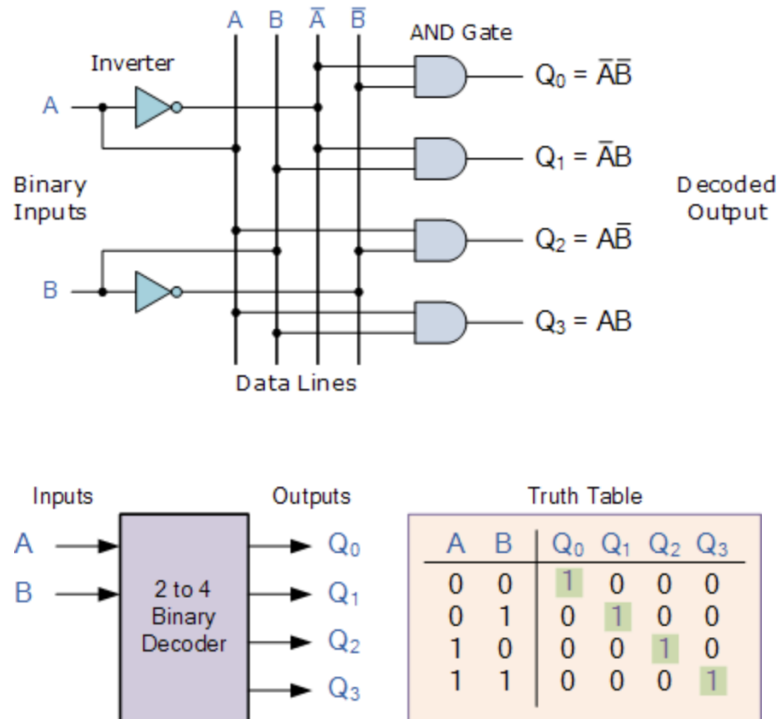 A B A̅ B̅
AND Gate
Inverter
A
Q₀ = A̅B̅
Q₁ = A̅B
Binary
Inputs
Decoded
Output
Q₂ = AB̅
B
Q₃ = AB
Data Lines
Inputs
Outputs
A
B
2 to 4
Binary
Decoder
Q₀
Q₁
Q₂
Q₃
Truth Table
A B Q₀ Q₁ Q₂ Q₃
0 0 1 0 0 0
0 1 0 1 0 0
1 0 0 0 1 0
1 1 0 0 0 1